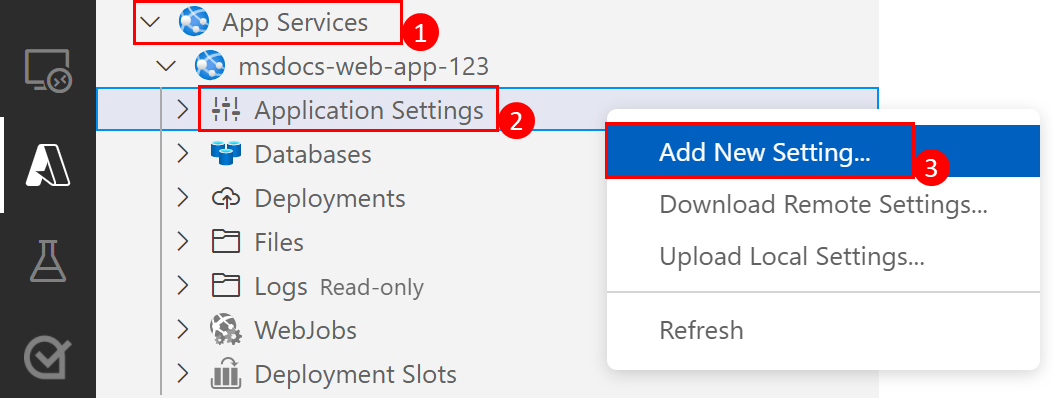 App Services
1
msdocs-web-app-123
Application Settings
2
Add New Setting...
3
Databases
Download Remote Settings...
Deployments
Files
Upload Local Settings...
Logs Read-only
WebJobs
Refresh
Deployment Slots